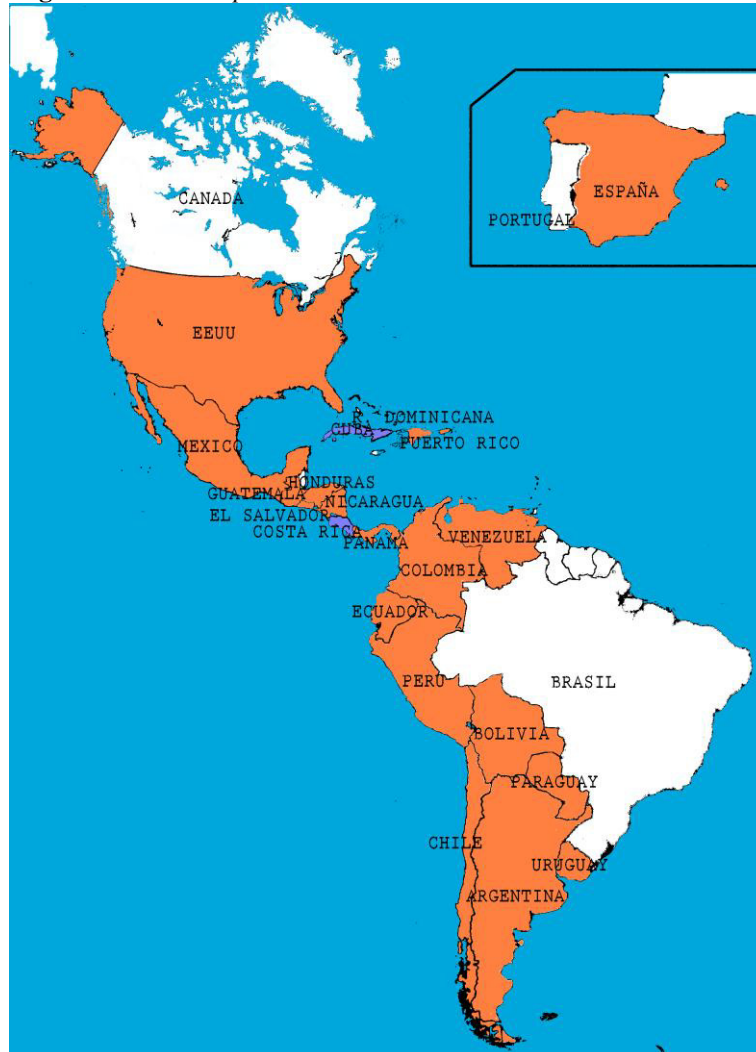 CANADA
ESPAÑA
PORTUGAL
EEUU
R. DOMINICANA
CUBA
MEXICO
PUERTO RICO
HONDURAS
GUATEMALA
NICARAGUA
EL SALVADOR
COSTA RICA
PANAMA
VENEZUELA
COLOMBIA
ECUADOR
PERU
BRASIL
BOLIVIA
PARAGUAY
CHILE
URUGUAY
ARGENTINA